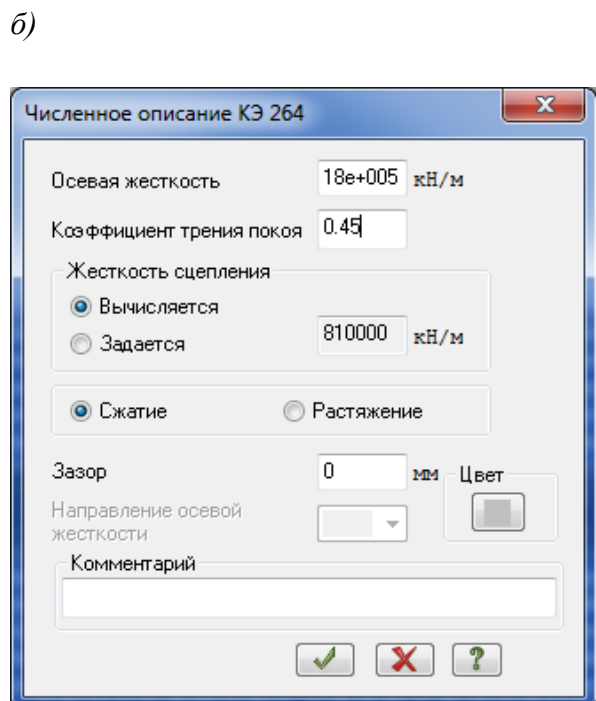 б)
Численное описание КЭ 264
Осевая жесткость 18e+005 кН/м
Коэффициент трения покоя 0.45
Жесткость сцепления
Вычисляется
Задается 810000 кН/м
Сжатие Растяжение
Зазор 0 мм Цвет
Направление осевой
жесткости
Комментарий
?